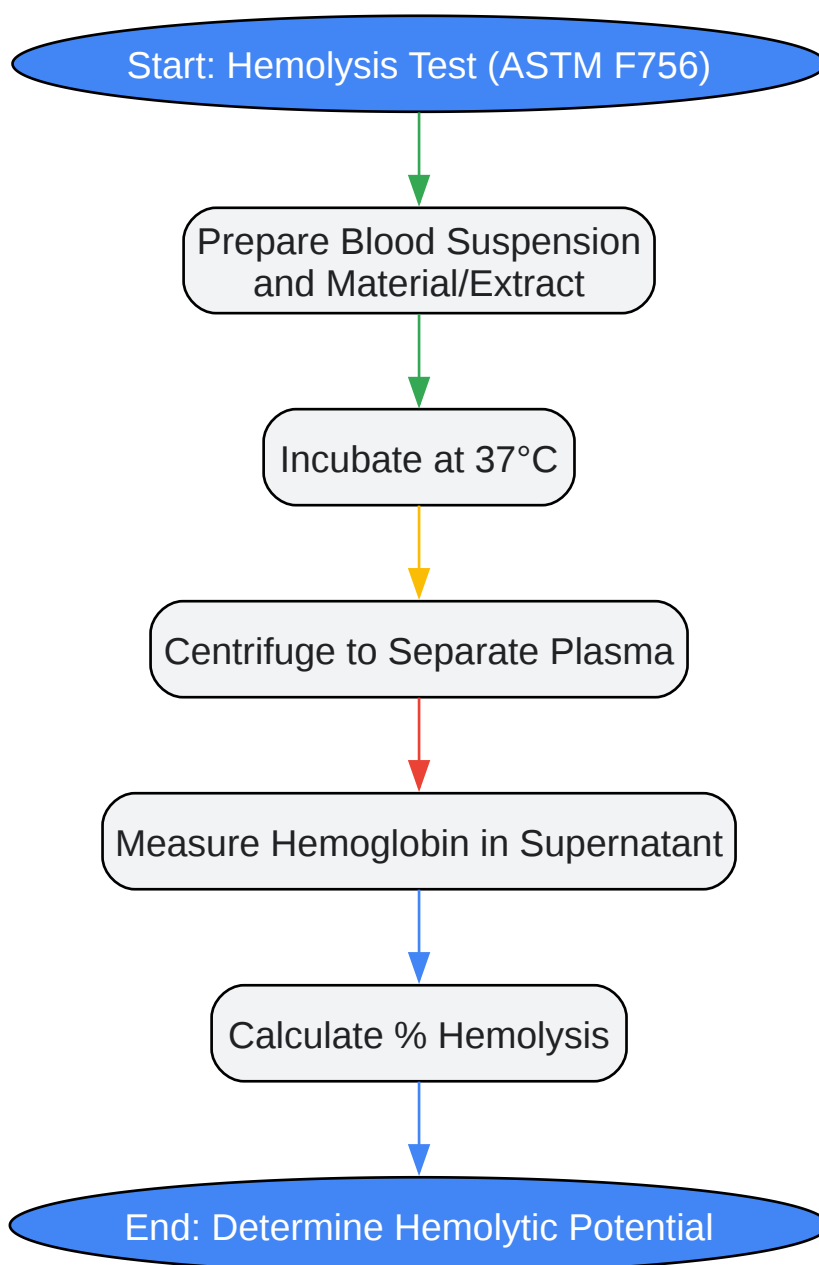 Start: Hemolysis Test (ASTM F756)
Prepare Blood Suspension
and Material/Extract
Incubate at 37°C
Centrifuge to Separate Plasma
Measure Hemoglobin in Supernatant
Calculate % Hemolysis
End: Determine Hemolytic Potential